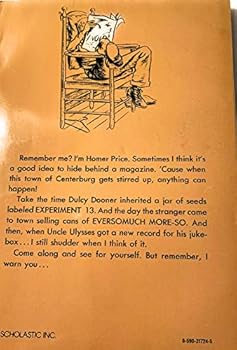 Remember me? I'm Homer Price. Sometimes I think it's
a good idea to hide behind a magazine. 'Cause when
this town of Centerburg gets stirred up, anything can
happen!
Take the time Dulcy Dooner inherited a jar of seeds
labeled EXPERIMENT 13. And the day the stranger came
to town selling cans of EVERSOMUCH MORE-SO. And
then, when Uncle Ulysses got a new record for his juke-
box...I still shudder when I think of it.
Come along and see for yourself. But remember, I
warn you...
SCHOLASTIC INC.
0-590-31724-5